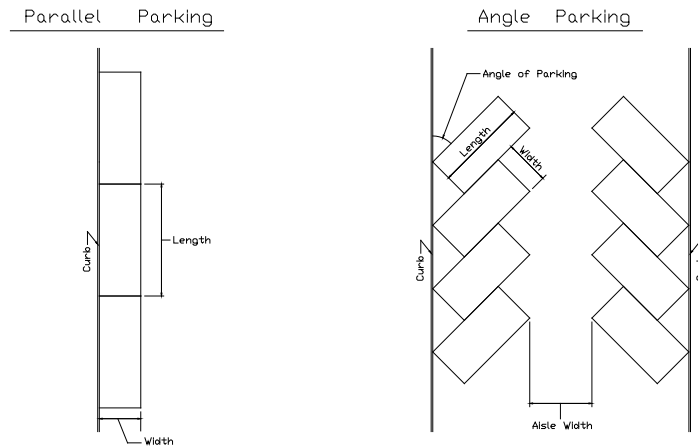 Parallel Parking
Angle Parking
Angle of Parking
Length
Width
Curb
Length
Curb
Width
Aisle Width